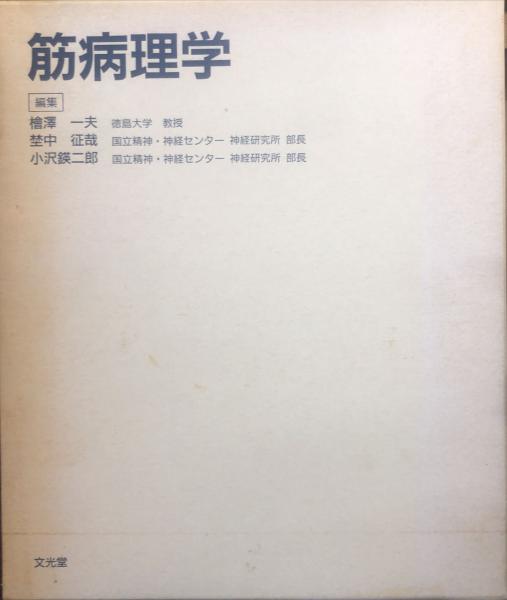 筋病理学
編集
檜澤 一夫 徳島大学 教授
埜中 征哉 国立精神・神経センター 神経研究所 部長
小沢鍈二郎 国立精神・神経センター 神経研究所 部長
文光堂